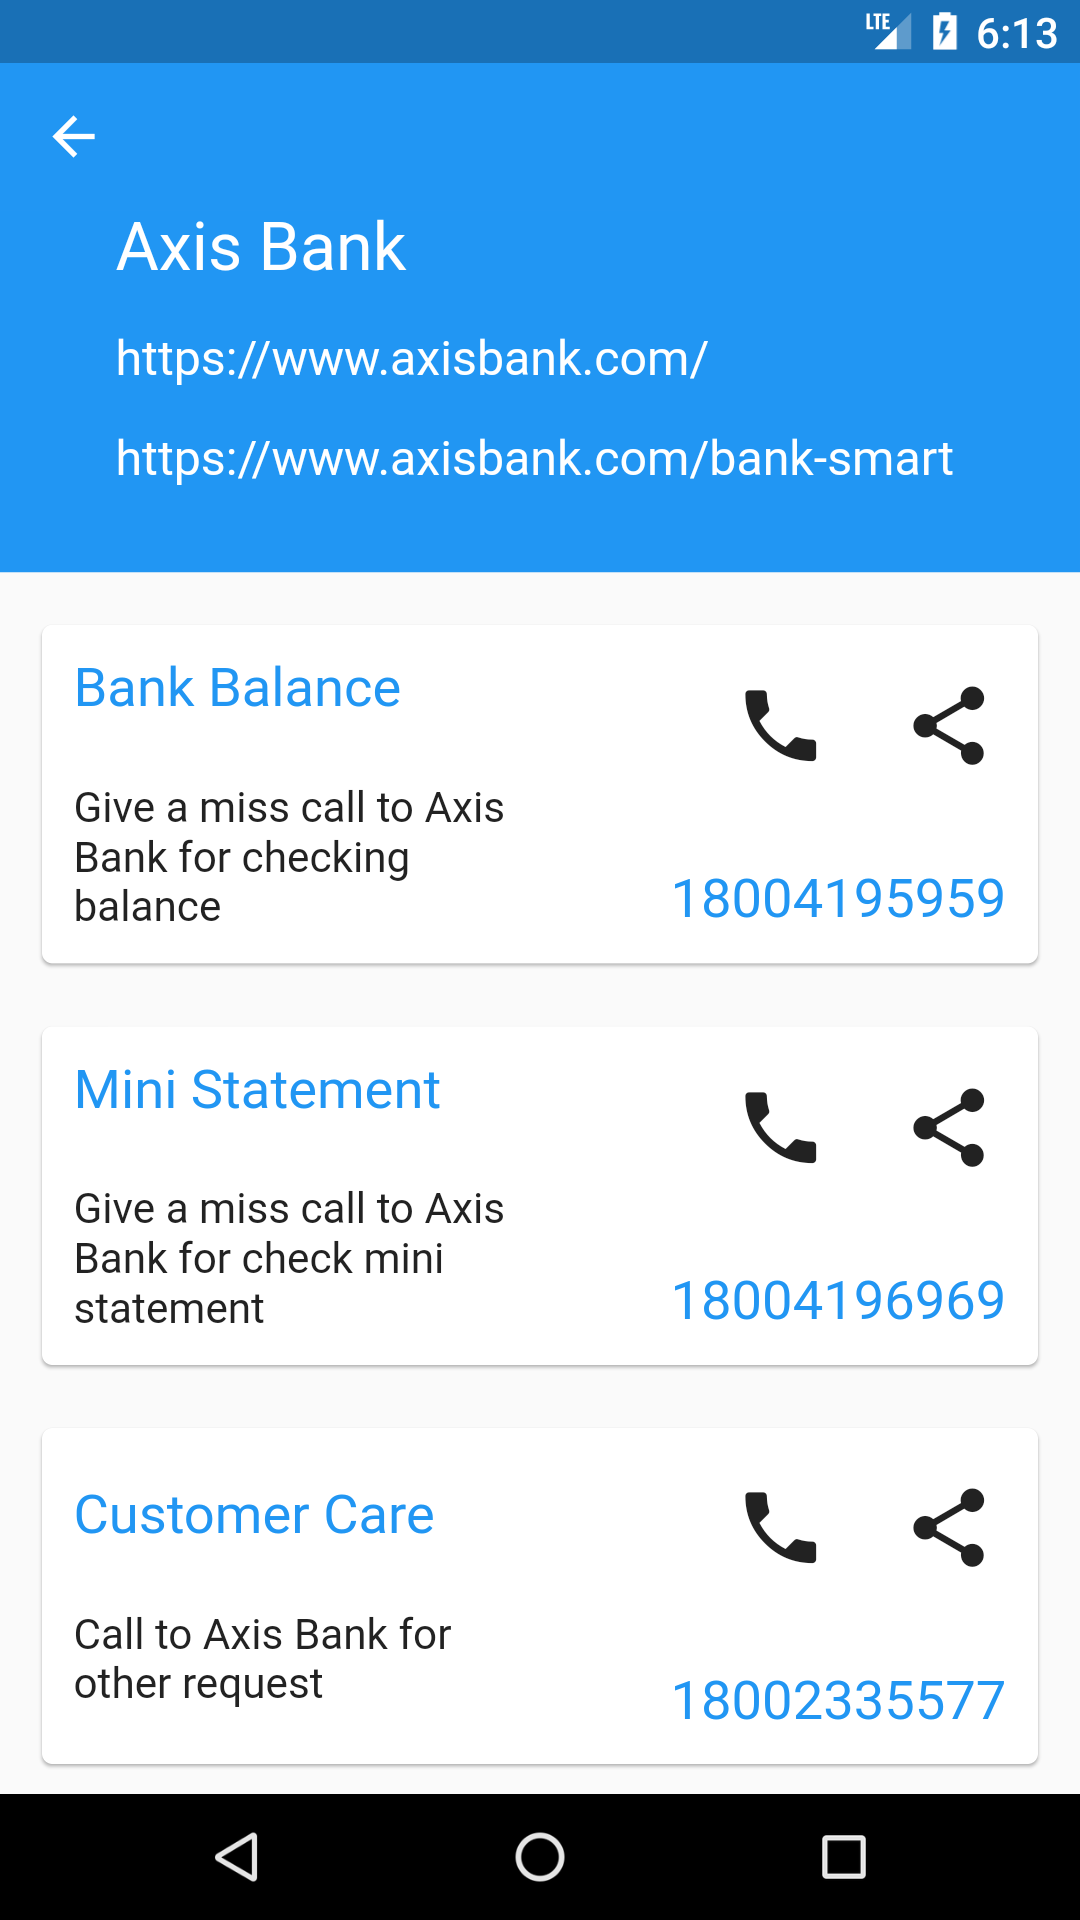 LTE 6:13
Axis Bank
https://www.axisbank.com/
https://www.axisbank.com/bank-smart
Bank Balance
Give a miss call to Axis
Bank for checking
balance
18004195959
Mini Statement
Give a miss call to Axis
Bank for check mini
statement
18004196969
Customer Care
Call to Axis Bank for
other request
18002335577